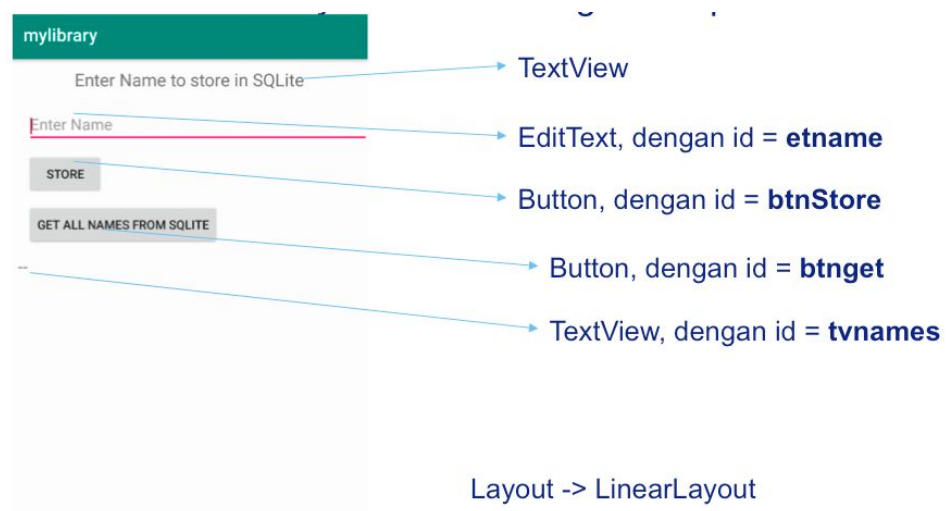 mylibrary
Enter Name to store in SQLite
TextView
Enter Name
EditText, dengan id = etname
STORE
Button, dengan id = btnStore
GET ALL NAMES FROM SQLITE
Button, dengan id = btnget
--
TextView, dengan id = tvnames
Layout -> LinearLayout